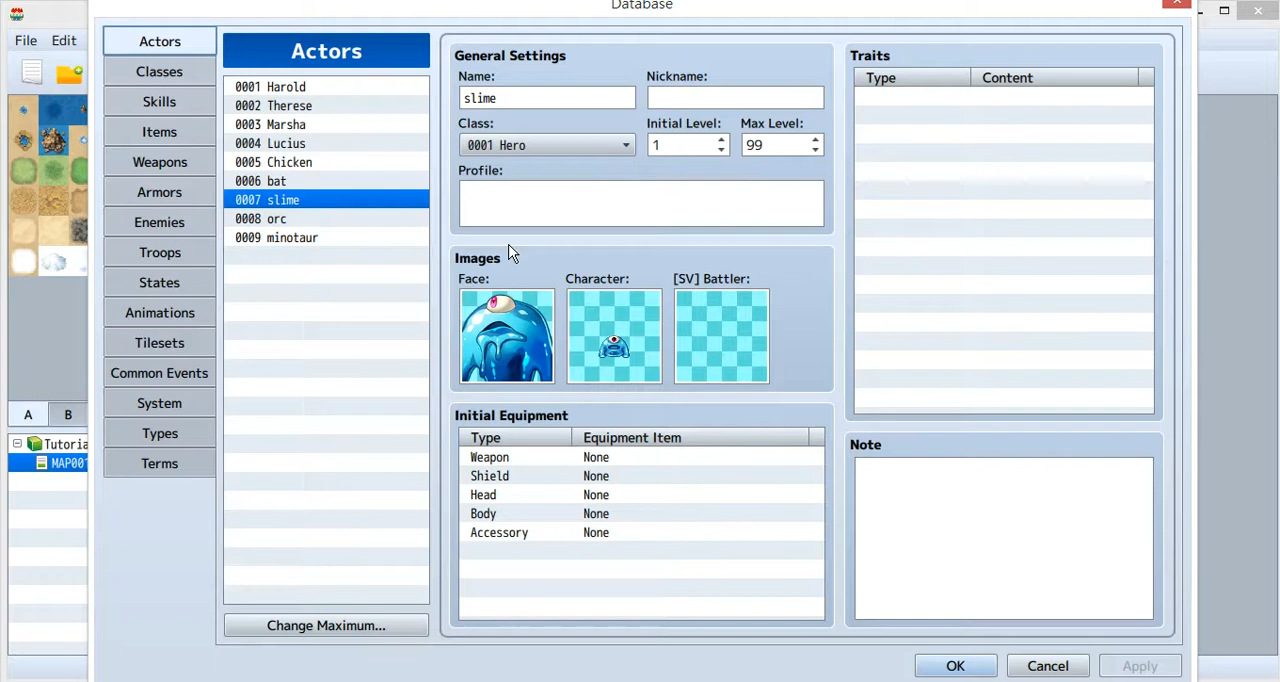 Database
File Edit
A B
Tutoria
MAP001
Actors
Classes
Skills
Items
Weapons
Armors
Enemies
Troops
States
Animations
Tilesets
Common Events
System
Types
Terms
Actors
0001 Harold
0002 Therese
0003 Marsha
0004 Lucius
0005 Chicken
0006 bat
0007 slime
0008 orc
0009 minotaur
Change Maximum...
General Settings
Name: Nickname:
slime
Class: Initial Level: Max Level:
0001 Hero 1 99
Profile:
Images
Face: Character: [SV] Battler:
Initial Equipment
Type Equipment Item
Weapon None
Shield None
Head None
Body None
Accessory None
Traits
Type Content
Note
OK Cancel Apply